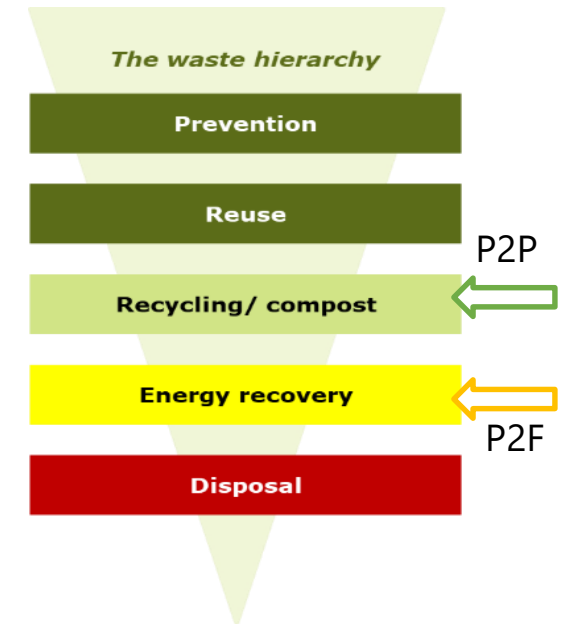 The waste hierarchy
Prevention
Reuse
P2P
Recycling/ compost
Energy recovery
P2F
Disposal